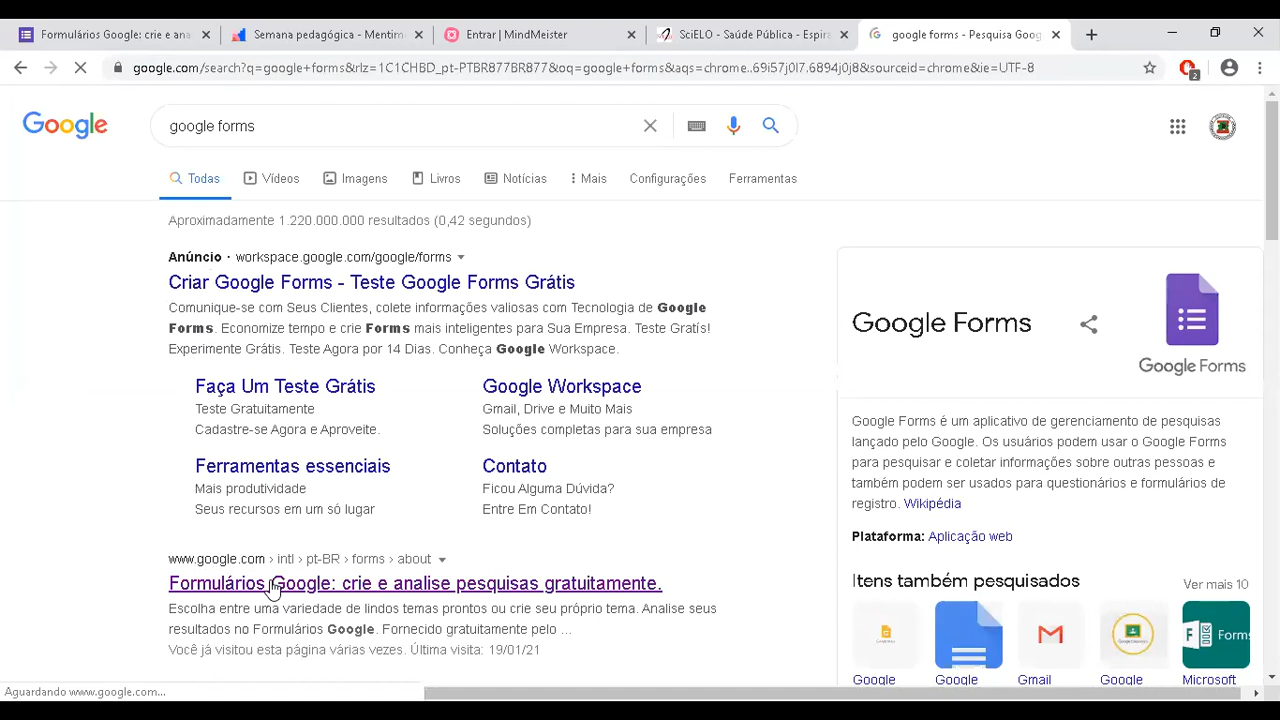 Formulários Google: crie e ana
Semana pedagógica - Mentim
Entrar | MindMeister
SciELO - Saúde Pública - Espira
google forms - Pesquisa Goog
google.com/search?q=google+forms&rlz=1C1CHBD_pt-PTBR877BR877&oq=google+forms&aqs=chrome..69i57j0l7.6894j0j8&sourceid=chrome&ie=UTF-8
2
Google
google forms
Todas
Vídeos
Imagens
Livros
Notícias
Mais
Configurações
Ferramentas
Aproximadamente 1.220.000.000 resultados (0,42 segundos)
Anúncio · workspace.google.com/google/forms
Criar Google Forms - Teste Google Forms Grátis
Comunique-se com Seus Clientes, colete informações valiosas com Tecnologia de Google
Forms. Economize tempo e crie Forms mais inteligentes para Sua Empresa. Teste Gratís!
Experimente Grátis. Teste Agora por 14 Dias. Conheça Google Workspace.
Faça Um Teste Grátis
Teste Gratuitamente
Cadastre-se Agora e Aproveite.
Google Workspace
Gmail, Drive e Muito Mais
Soluções completas para sua empresa
Ferramentas essenciais
Mais produtividade
Seus recursos em um só lugar
Contato
Ficou Alguma Dúvida?
Entre Em Contato!
www.google.com › intl › pt-BR › forms › about
Formulários Google: crie e analise pesquisas gratuitamente.
Escolha entre uma variedade de lindos temas prontos ou crie seu próprio tema. Analise seus
resultados no Formulários Google. Fornecido gratuitamente pelo ...
Você já visitou esta página várias vezes. Última visita: 19/01/21
Google Forms
Google Forms
Google Forms é um aplicativo de gerenciamento de pesquisas
lançado pelo Google. Os usuários podem usar o Google Forms
para pesquisar e coletar informações sobre outras pessoas e
também podem ser usados para questionários e formulários de
registro. Wikipédia
Plataforma: Aplicação web
Itens também pesquisados
Ver mais 10
F
Forms
Google
Google
Gmail
Google
Microsoft
Aguardando www.google.com...